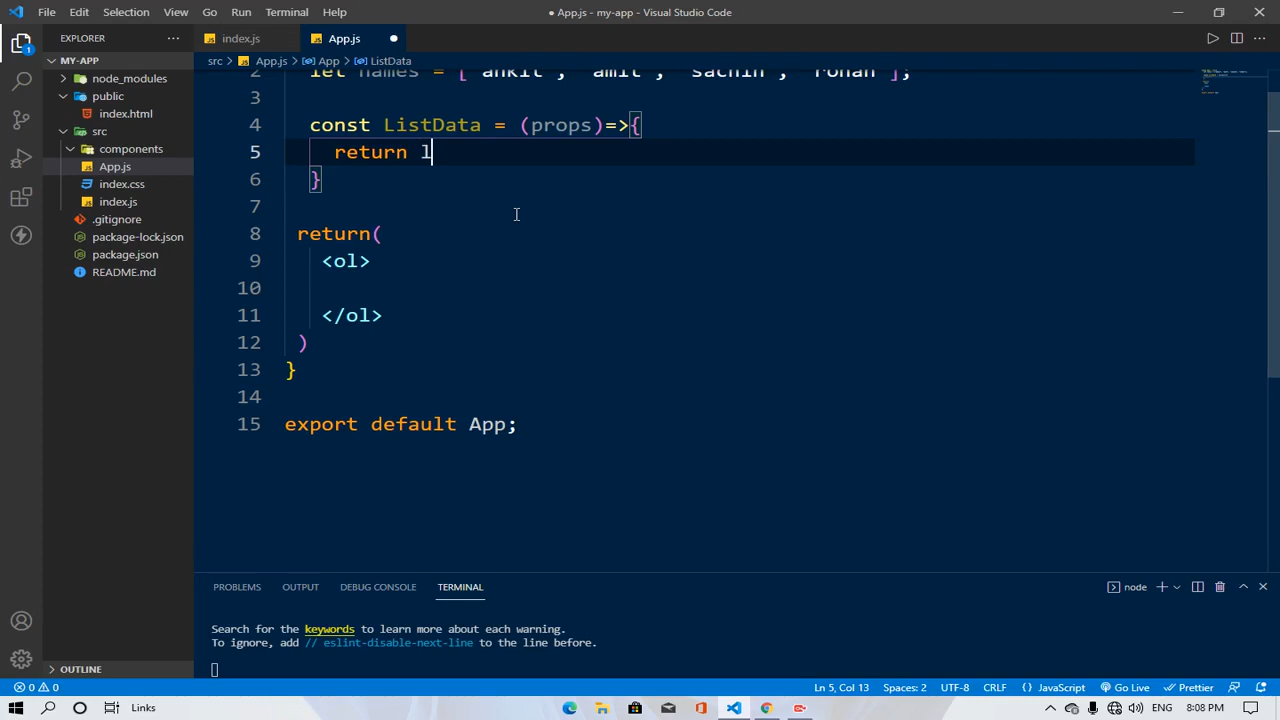 File Edit Selection View Go Run Terminal Help
● App.js - my-app - Visual Studio Code
EXPLORER
index.js
App.js
src > App.js > App > ListData
MY-APP
node_modules
public
index.html
src
components
App.js
index.css
index.js
.gitignore
package-lock.json
package.json
README.md
OUTLINE
2 let names = ["ankit", "amit", "sachin", "rohan"];
3
4 const ListData = (props)=>{
5 return l
6 }
7
8 return(
9 <ol>
10
11 </ol>
12 )
13 }
14
15 export default App;
PROBLEMS OUTPUT DEBUG CONSOLE TERMINAL
node
Search for the keywords to learn more about each warning.
To ignore, add // eslint-disable-next-line to the line before.
0 0
Ln 5, Col 13 Spaces: 2 UTF-8 CRLF {} JavaScript Go Live Prettier
Links
ENG 8:08 PM